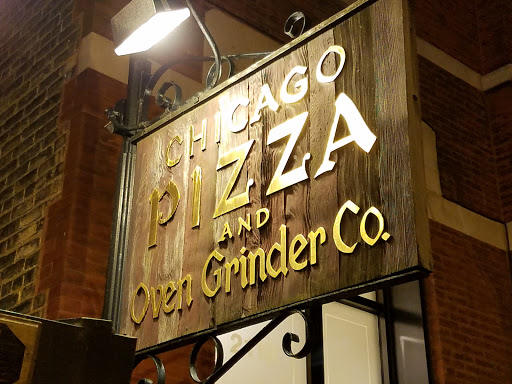 CHICAGO
PIZZA
AND
Oven Grinder Co.